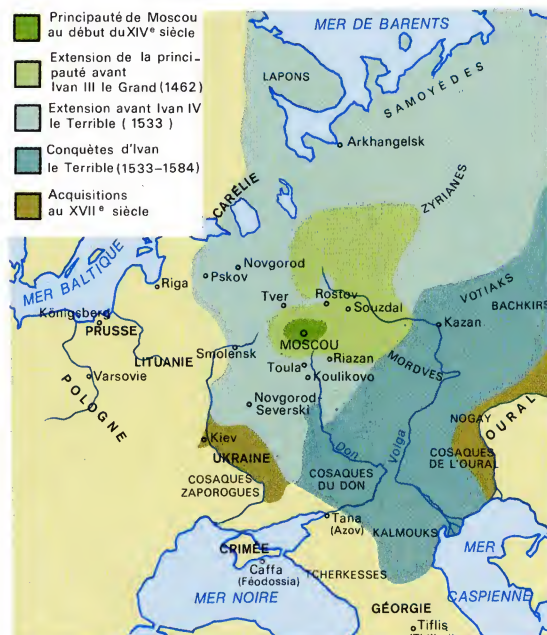 Principauté de Moscou
au début du XIVe siècle
Extension de la princi-
pauté avant
Ivan III le Grand (1462)
Extension avant Ivan IV
le Terrible ( 1533 )
Conquêtes d'Ivan
le Terrible (1533-1584)
Acquisitions
au XVIIe siècle
MER DE BARENTS
LAPONS
SAMOYÈDES
Arkhangelsk
ZYRIANES
CARÉLIE
MER BALTIQUE
Riga
Novgorod
Pskov
Tver
Rostov
Souzdal
VOTIAKS
BACHKIRS
Kazan
Königsberg
PRUSSE
MOSCOU
LITUANIE
Smolensk
Riazan
MORDVES
Toula
Koulikovo
Varsovie
POLOGNE
Novgorod-
Severski
Kiev
UKRAINE
Don
Volga
NOGAY
OURAL
COSAQUES
DE L'OURAL
COSAQUES
ZAPOROGUES
COSAQUES
DU DON
Tana
(Azov)
KALMOUKS
CRIMÉE
Caffa
(Féodossia)
TCHERKESSES
MER
CASPIENNE
MER NOIRE
GÉORGIE
Tiflis